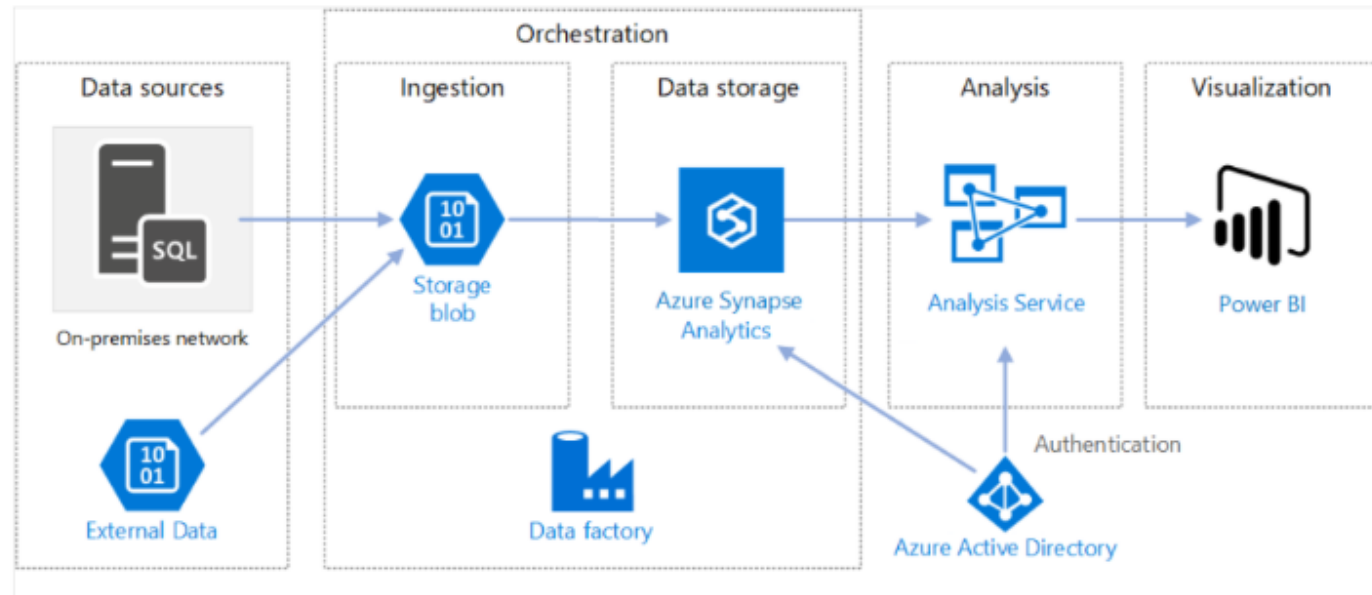 Orchestration
Data sources
Ingestion
Data storage
Analysis
Visualization
SQL
10
01
Storage
blob
Azure Synapse
Analytics
Analysis Service
Power BI
On-premises network
10
01
External Data
Data factory
Authentication
Azure Active Directory